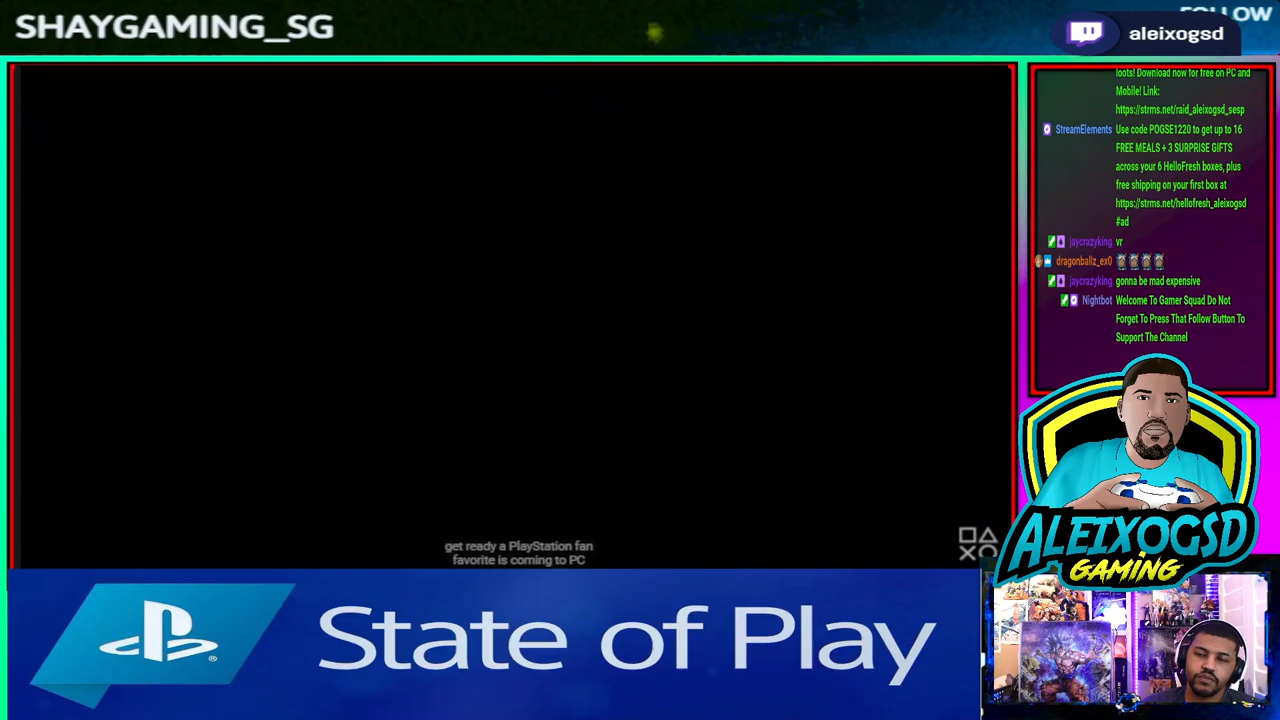 SHAYGAMING_SG
FOLLOW
aleixogsd
loots! Download now for free on PC and
Mobile! Link:
https://strms.net/raid_aleixogsd_sesp
StreamElements Use code POGSE1220 to get up to 16
FREE MEALS + 3 SURPRISE GIFTS
across your 6 HelloFresh boxes, plus
free shipping on your first box at
https://strms.net/hellofresh_aleixogsd
#ad
jaycrazyking vr
dragonballz_ex0
jaycrazyking gonna be mad expensive
Nightbot Welcome To Gamer Squad Do Not
Forget To Press That Follow Button To
Support The Channel
get ready a PlayStation fan
favorite is coming to PC
ALEIXOGSD
GAMING
State of Play